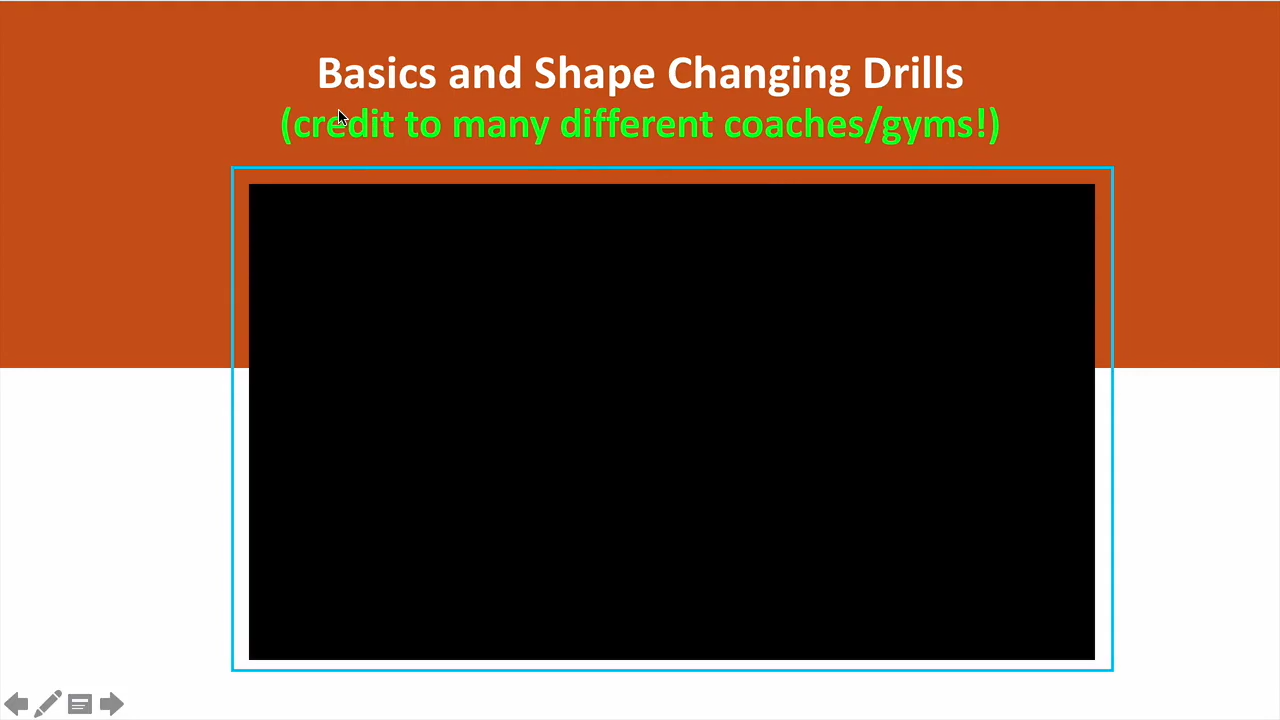 Basics and Shape Changing Drills
(credit to many different coaches/gyms!)